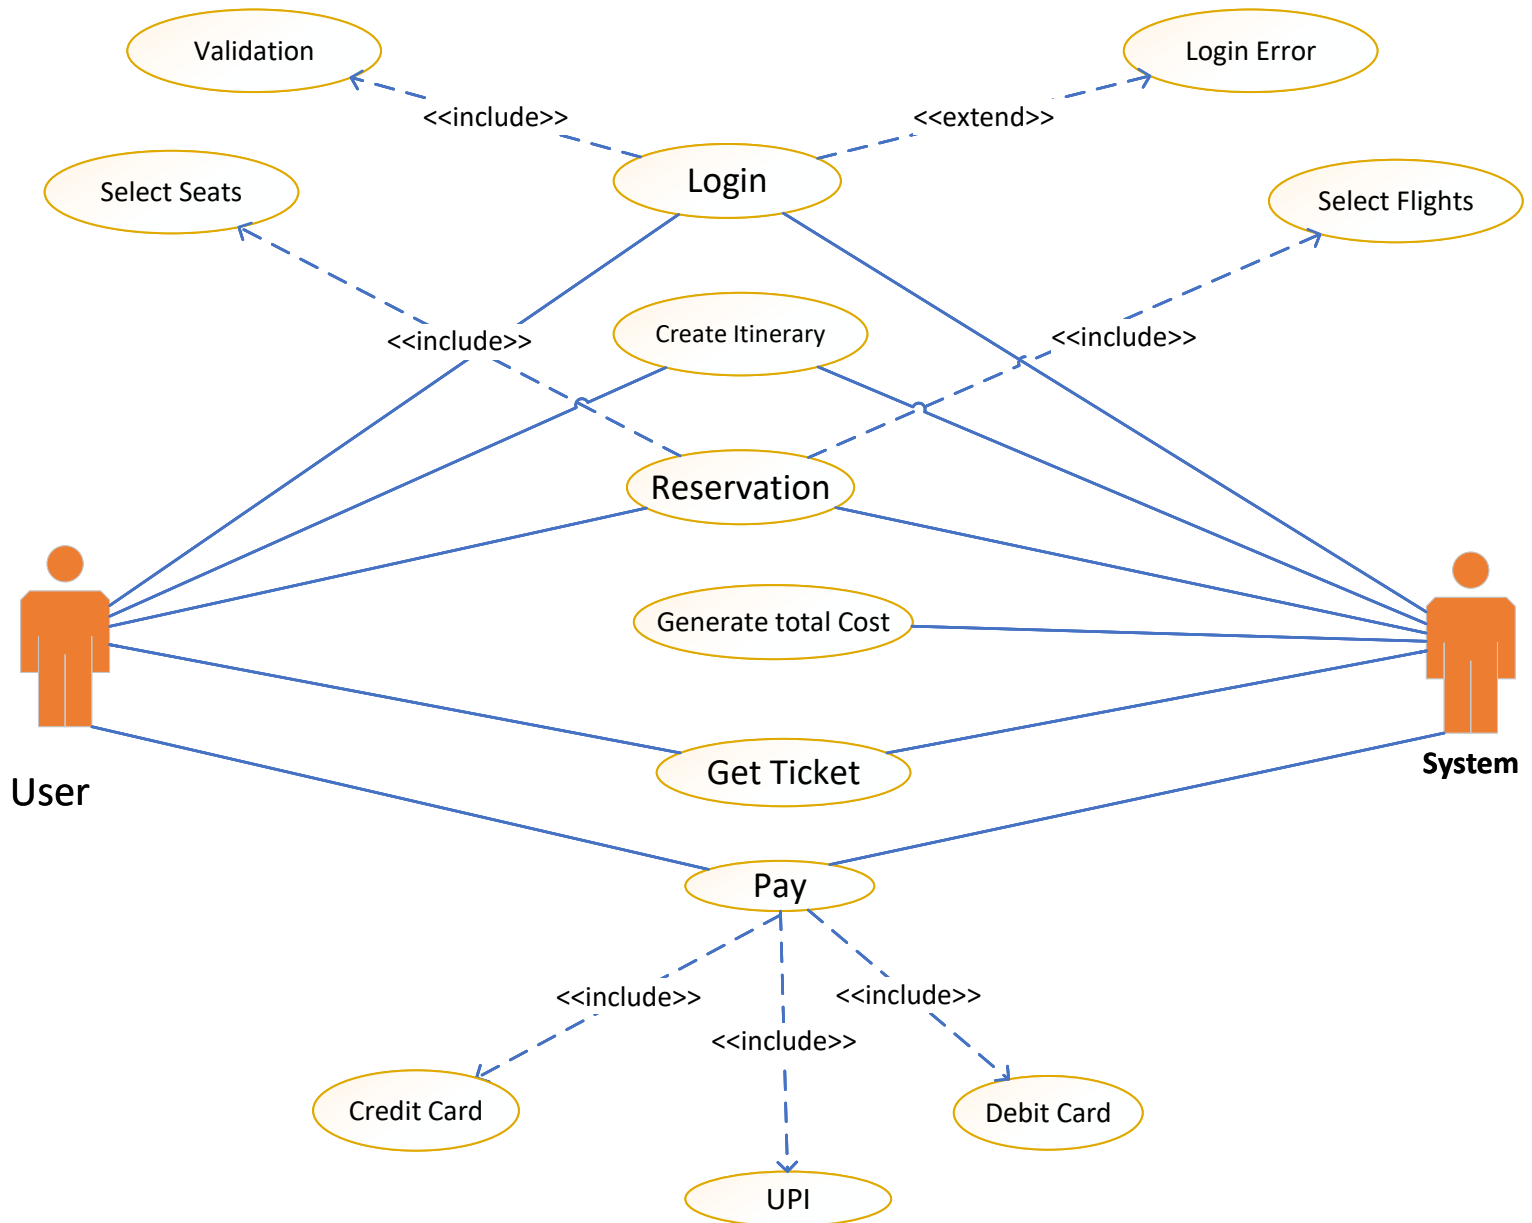 Validation
Login Error
<<include>>
<<extend>>
Login
Select Seats
Select Flights
<<include>>
Create Itinerary
<<include>>
Reservation
Generate total Cost
Get Ticket
User
System
Pay
<<include>>
<<include>>
<<include>>
Credit Card
Debit Card
UPI